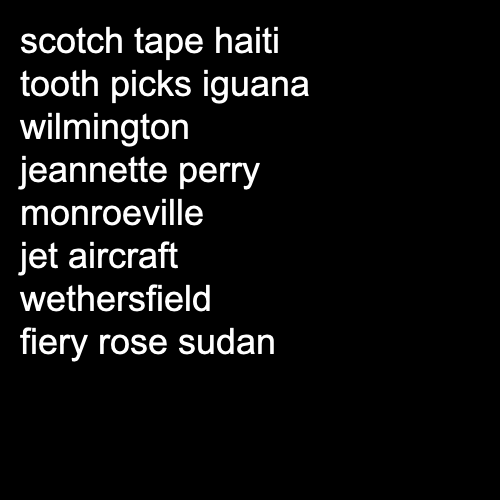 scotch tape haiti
tooth picks iguana
wilmington
jeannette perry
monroeville
jet aircraft
wethersfield
fiery rose sudan